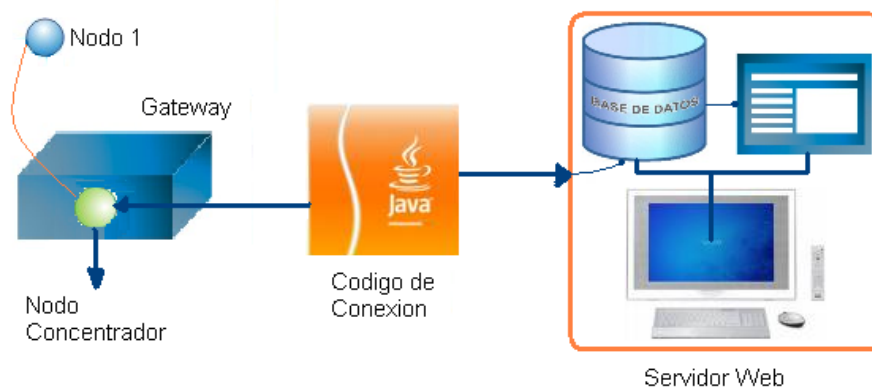 Nodo 1
Gateway
BASE DE DATOS
Java
Codigo de
Conexion
Nodo
Concentrador
Servidor Web